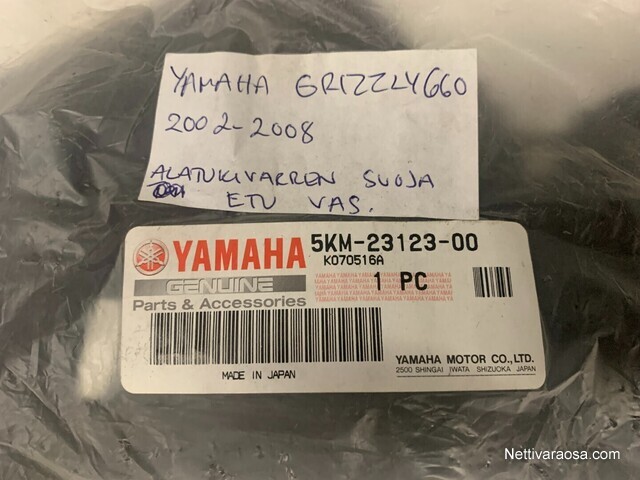 YAMAHA GRIZZLY 660
2002-2008
ALATUKIVARREN SUOJA
ETU VAS.
YAMAHA 5KM-23123-00
K070516A
GENUINE 1 PC
Parts & Accessories
MADE IN JAPAN
YAMAHA MOTOR CO.,LTD.
2500 SHINGAI IWATA SHIZUOKA JAPAN
Nettivaraosa.com